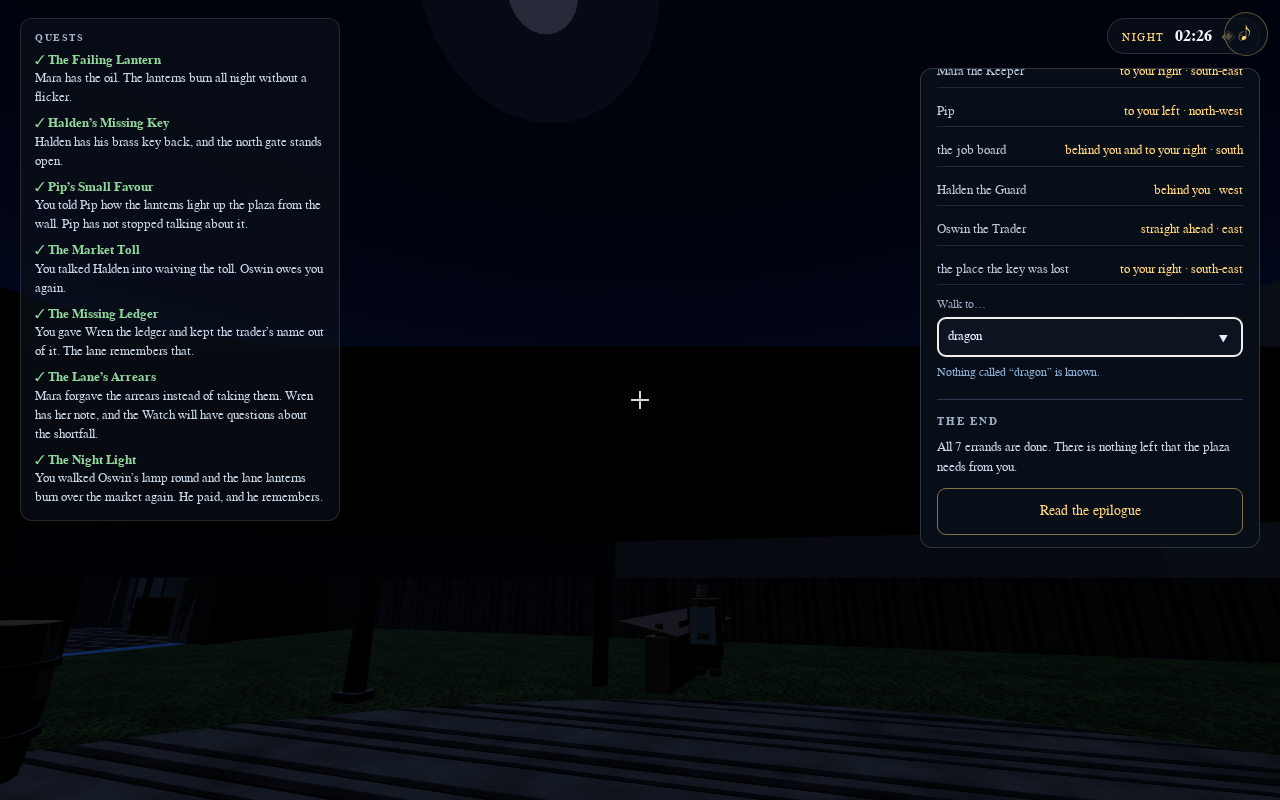 QUESTS
✓ The Failing Lantern
Mara has the oil. The lanterns burn all night without a
flicker.
✓ Halden’s Missing Key
Halden has his brass key back, and the north gate stands
open.
✓ Pip’s Small Favour
You told Pip how the lanterns light up the plaza from the
wall. Pip has not stopped talking about it.
✓ The Market Toll
You talked Halden into waiving the toll. Oswin owes you
again.
✓ The Missing Ledger
You gave Wren the ledger and kept the trader’s name out
of it. The lane remembers that.
✓ The Lane’s Arrears
Mara forgave the arrears instead of taking them. Wren
has her note, and the Watch will have questions about
the shortfall.
✓ The Night Light
You walked Oswin’s lamp round and the lane lanterns
burn over the market again. He paid, and he remembers.
NIGHT 02:26
Mara the Keeper to your right · south-east
Pip to your left · north-west
the job board behind you and to your right · south
Halden the Guard behind you · west
Oswin the Trader straight ahead · east
the place the key was lost to your right · south-east
Walk to…
dragon
Nothing called “dragon” is known.
THE END
All 7 errands are done. There is nothing left that the plaza
needs from you.
Read the epilogue